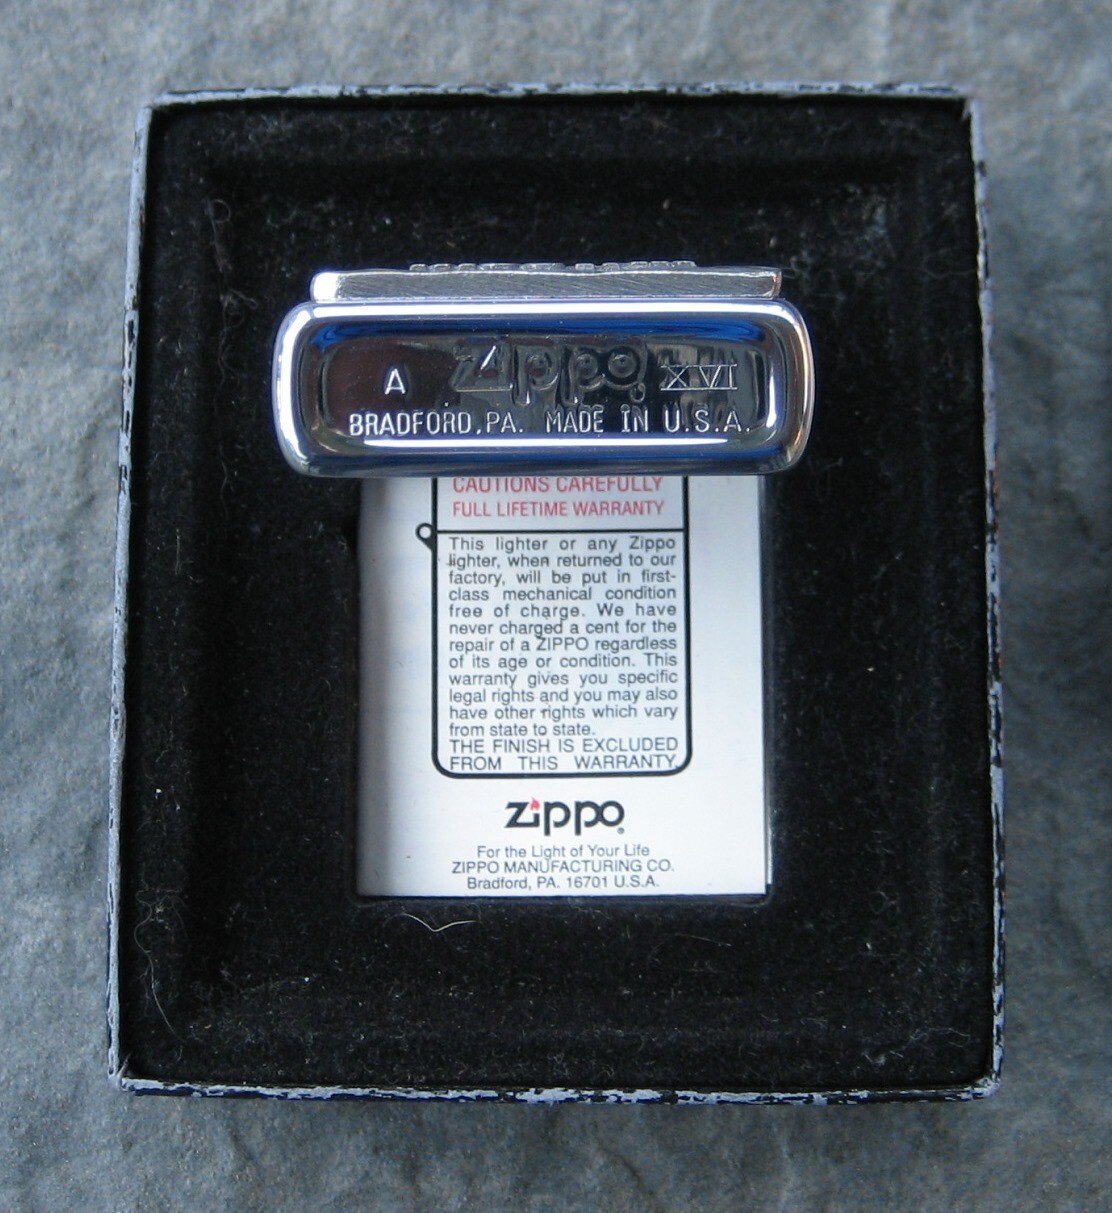 A Zippo XVI
BRADFORD, PA. MADE IN U.S.A.
CAUTIONS CAREFULLY
FULL LIFETIME WARRANTY
This lighter or any Zippo
lighter, when returned to our
factory, will be put in first-
class mechanical condition
free of charge. We have
never charged a cent for the
repair of a ZIPPO regardless
of its age or condition. This
warranty gives you specific
legal rights and you may also
have other rights which vary
from state to state.
THE FINISH IS EXCLUDED
FROM THIS WARRANTY.
Zippo
For the Light of Your Life
ZIPPO MANUFACTURING CO.
Bradford, PA. 16701 U.S.A.